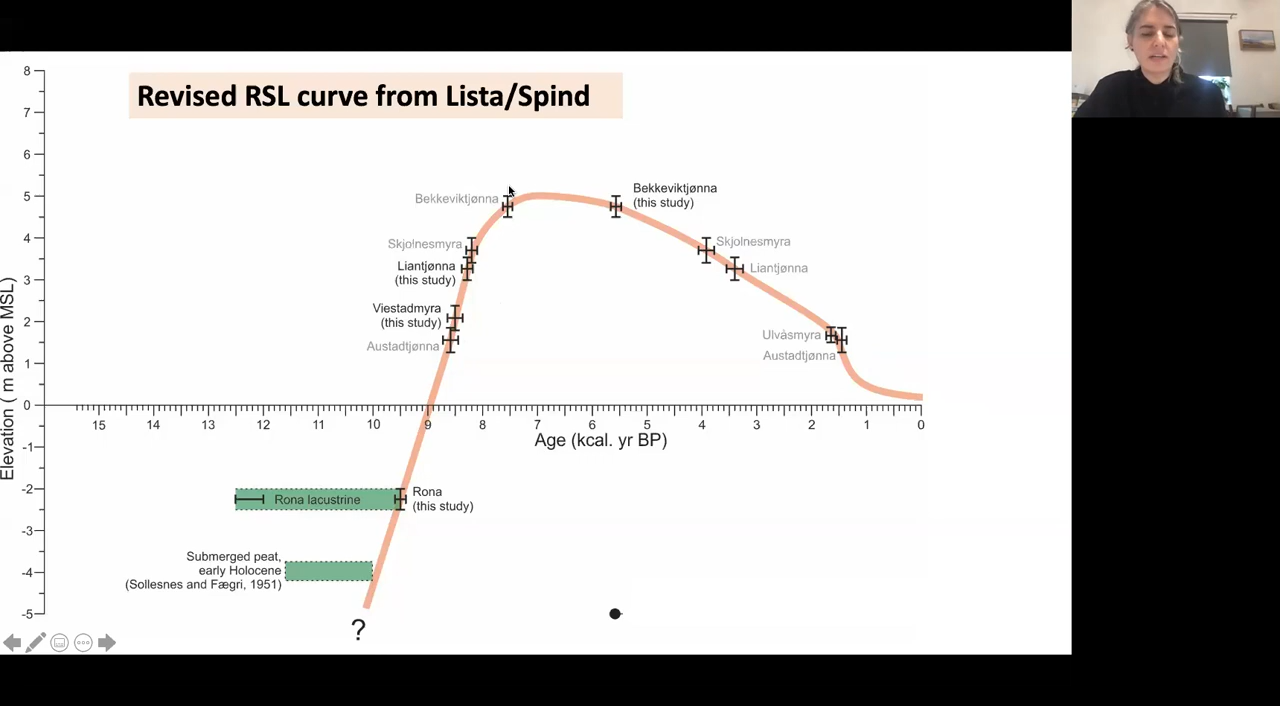 Revised RSL curve from Lista/Spind
8
7
6
5
4
3
2
1
0
-1
-2
-3
-4
-5
Elevation ( m above MSL)
Bekkeviktjønna
Bekkeviktjønna
(this study)
Skjolnesmyra
Skjolnesmyra
Liantjønna
(this study)
Liantjønna
Viestadmyra
(this study)
Ulvåsmyra
Austadtjønna
Austadtjønna
15 14 13 12 11 10 9 8 7 6 5 4 3 2 1 0
Age (kcal. yr BP)
Rona lacustrine
Rona
(this study)
Submerged peat,
early Holocene
(Sollesnes and Fægri, 1951)
?